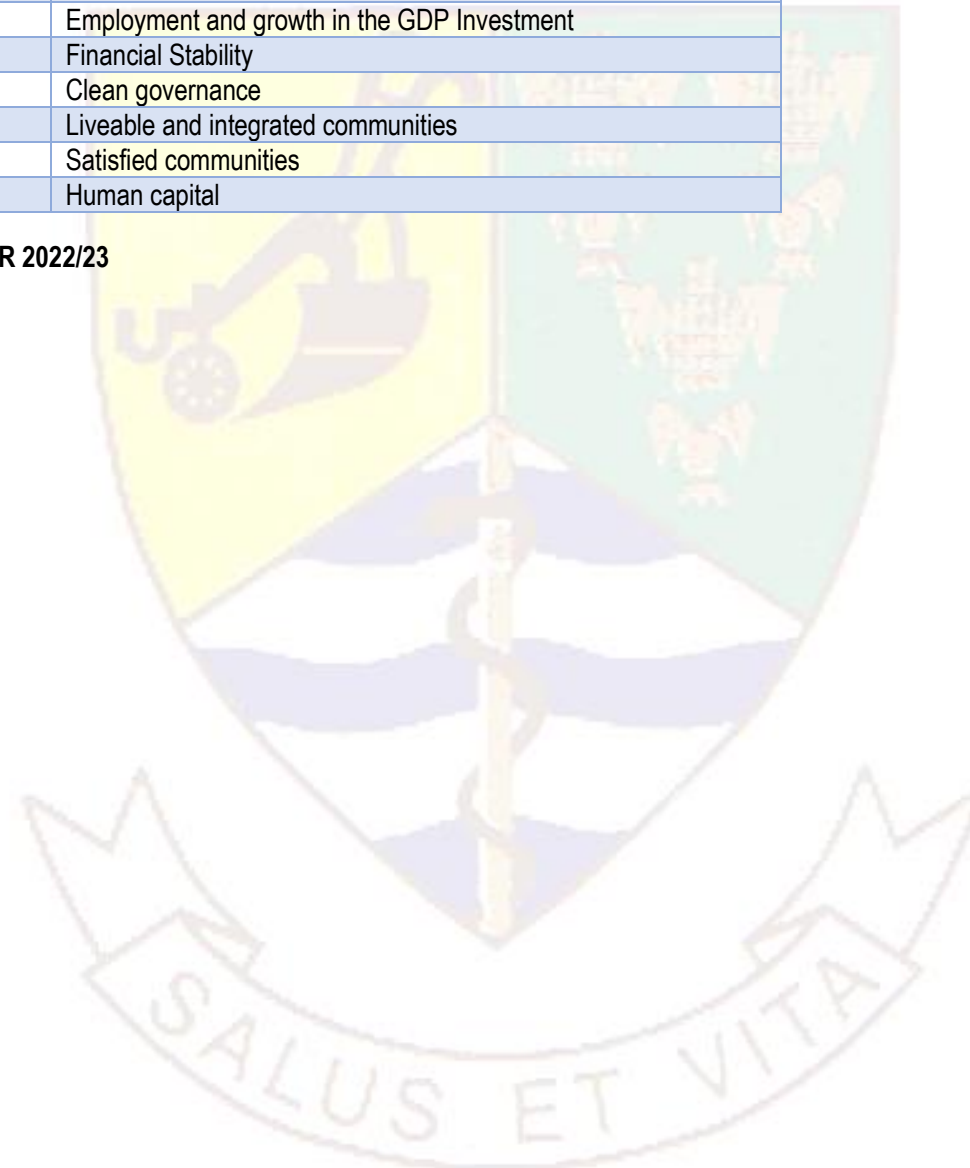 Employment and growth in the GDP Investment
Financial Stability
Clean governance
Liveable and integrated communities
Satisfied communities
Human capital
R 2022/23
SALUS ET VITA